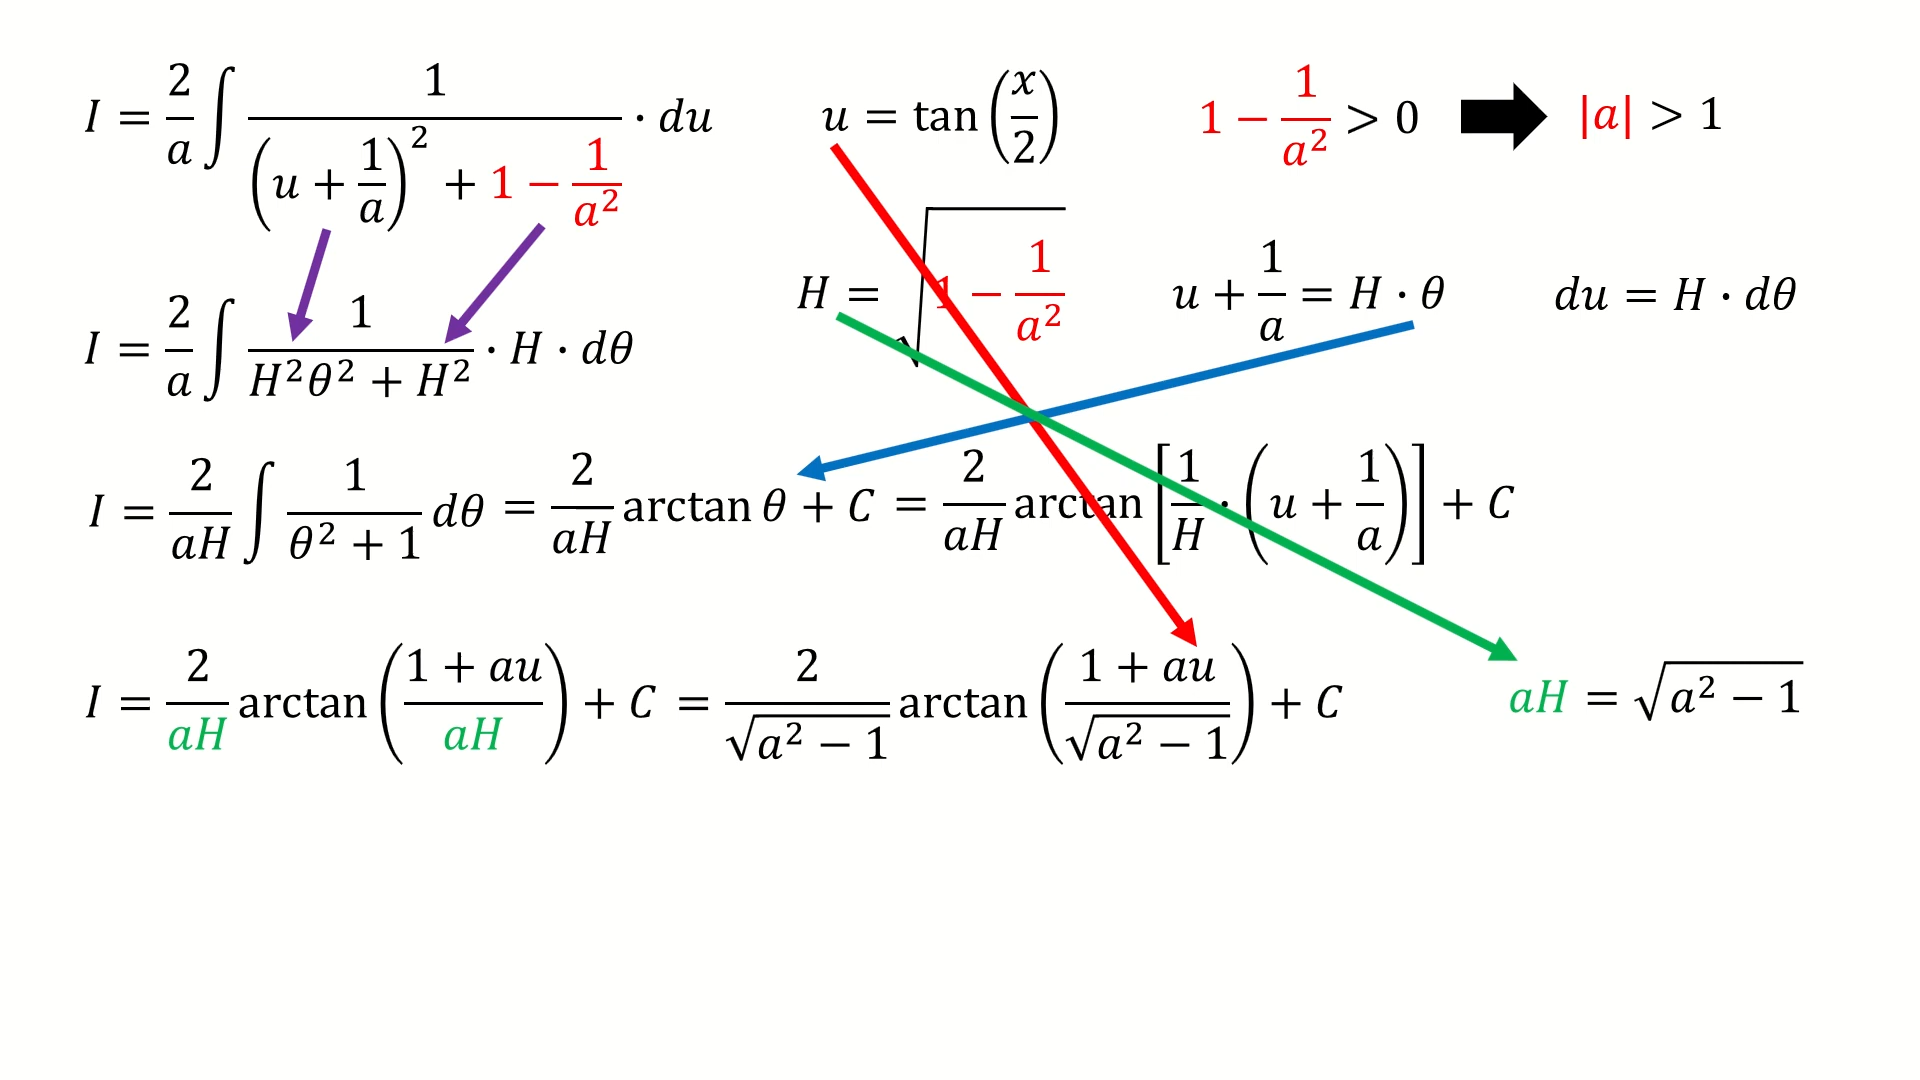 I = 2/a ∫ 1/((u + 1/a)² + 1 − 1/a²) · du    u = tan(x/2)    1 − 1/a² > 0    |a| > 1
H = √(1 − 1/a²)    u + 1/a = H · θ    du = H · dθ
I = 2/a ∫ 1/(H²θ² + H²) · H · dθ
I = 2/(aH) ∫ 1/(θ² + 1) dθ = 2/(aH) arctan θ + C = 2/(aH) arctan [1/H · (u + 1/a)] + C
I = 2/(aH) arctan ((1 + au)/(aH)) + C = 2/√(a² − 1) arctan ((1 + au)/√(a² − 1)) + C    aH = √(a² − 1)